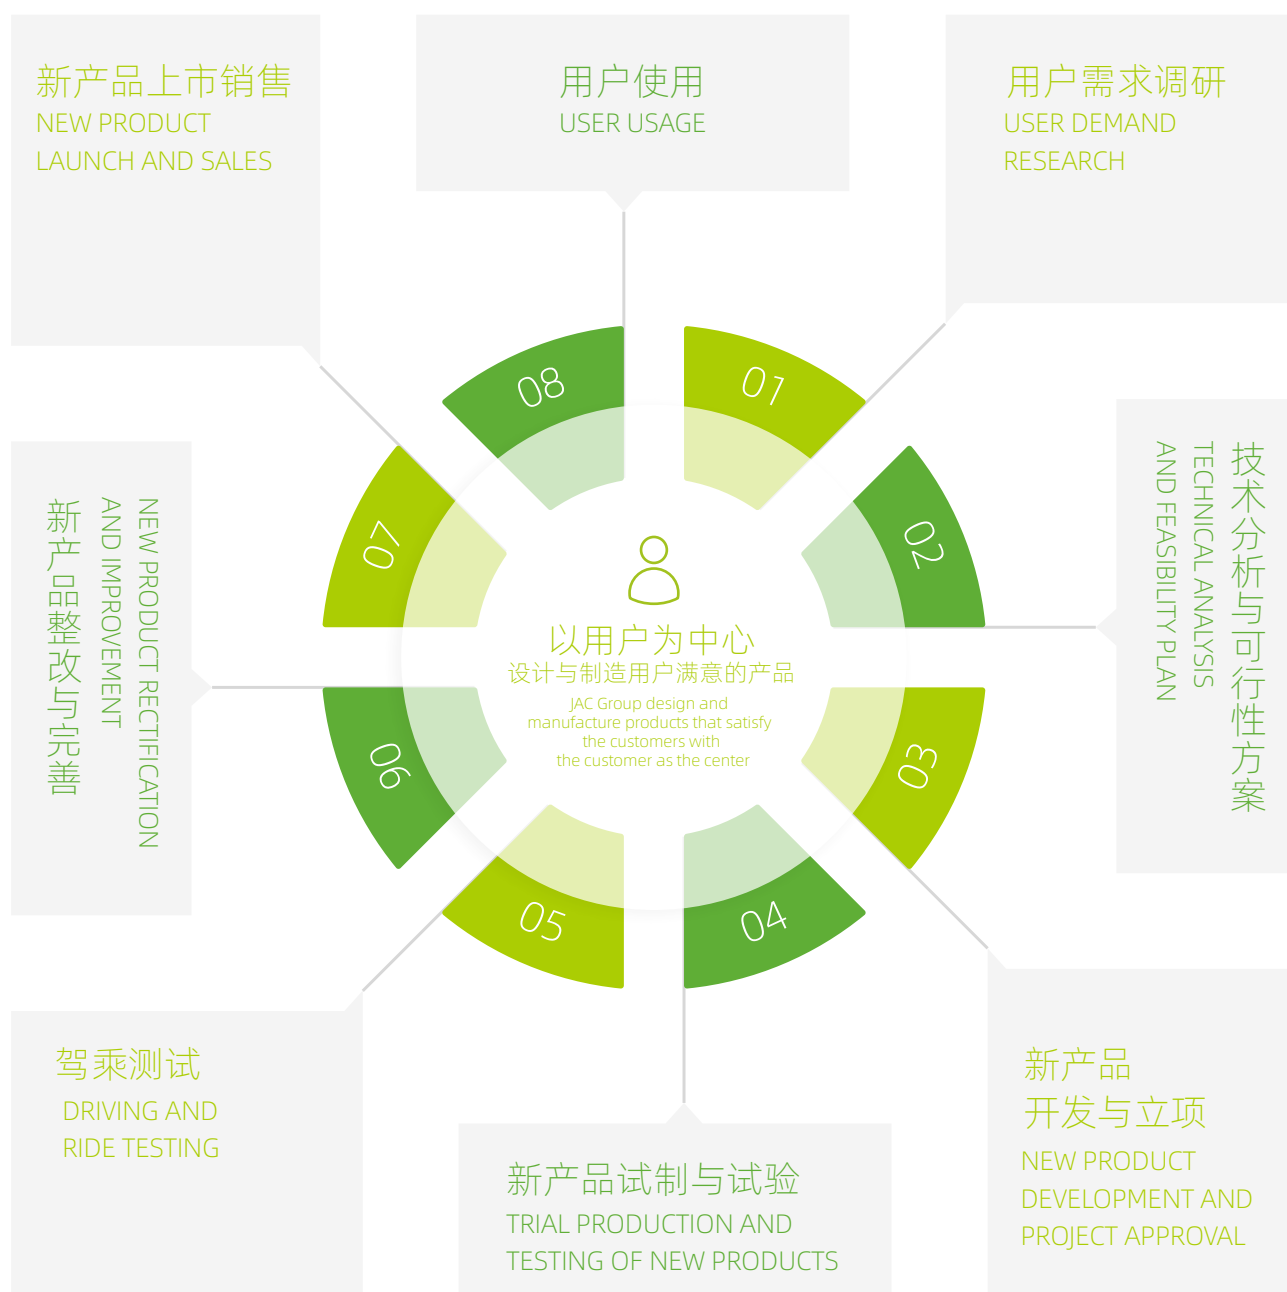 新产品上市销售
NEW PRODUCT
LAUNCH AND SALES
用户使用
USER USAGE
用户需求调研
USER DEMAND
RESEARCH
08
01
07
02
技术分析与可行性方案
TECHNICAL ANALYSIS
AND FEASIBILITY PLAN
NEW PRODUCT RECTIFICATION
AND IMPROVEMENT
新产品整改与完善
以用户为中心
设计与制造用户满意的产品
JAC Group design and
manufacture products that satisfy
the customers with
the customer as the center
06
03
05
04
驾乘测试
DRIVING AND
RIDE TESTING
新产品试制与试验
TRIAL PRODUCTION AND
TESTING OF NEW PRODUCTS
新产品
开发与立项
NEW PRODUCT
DEVELOPMENT AND
PROJECT APPROVAL